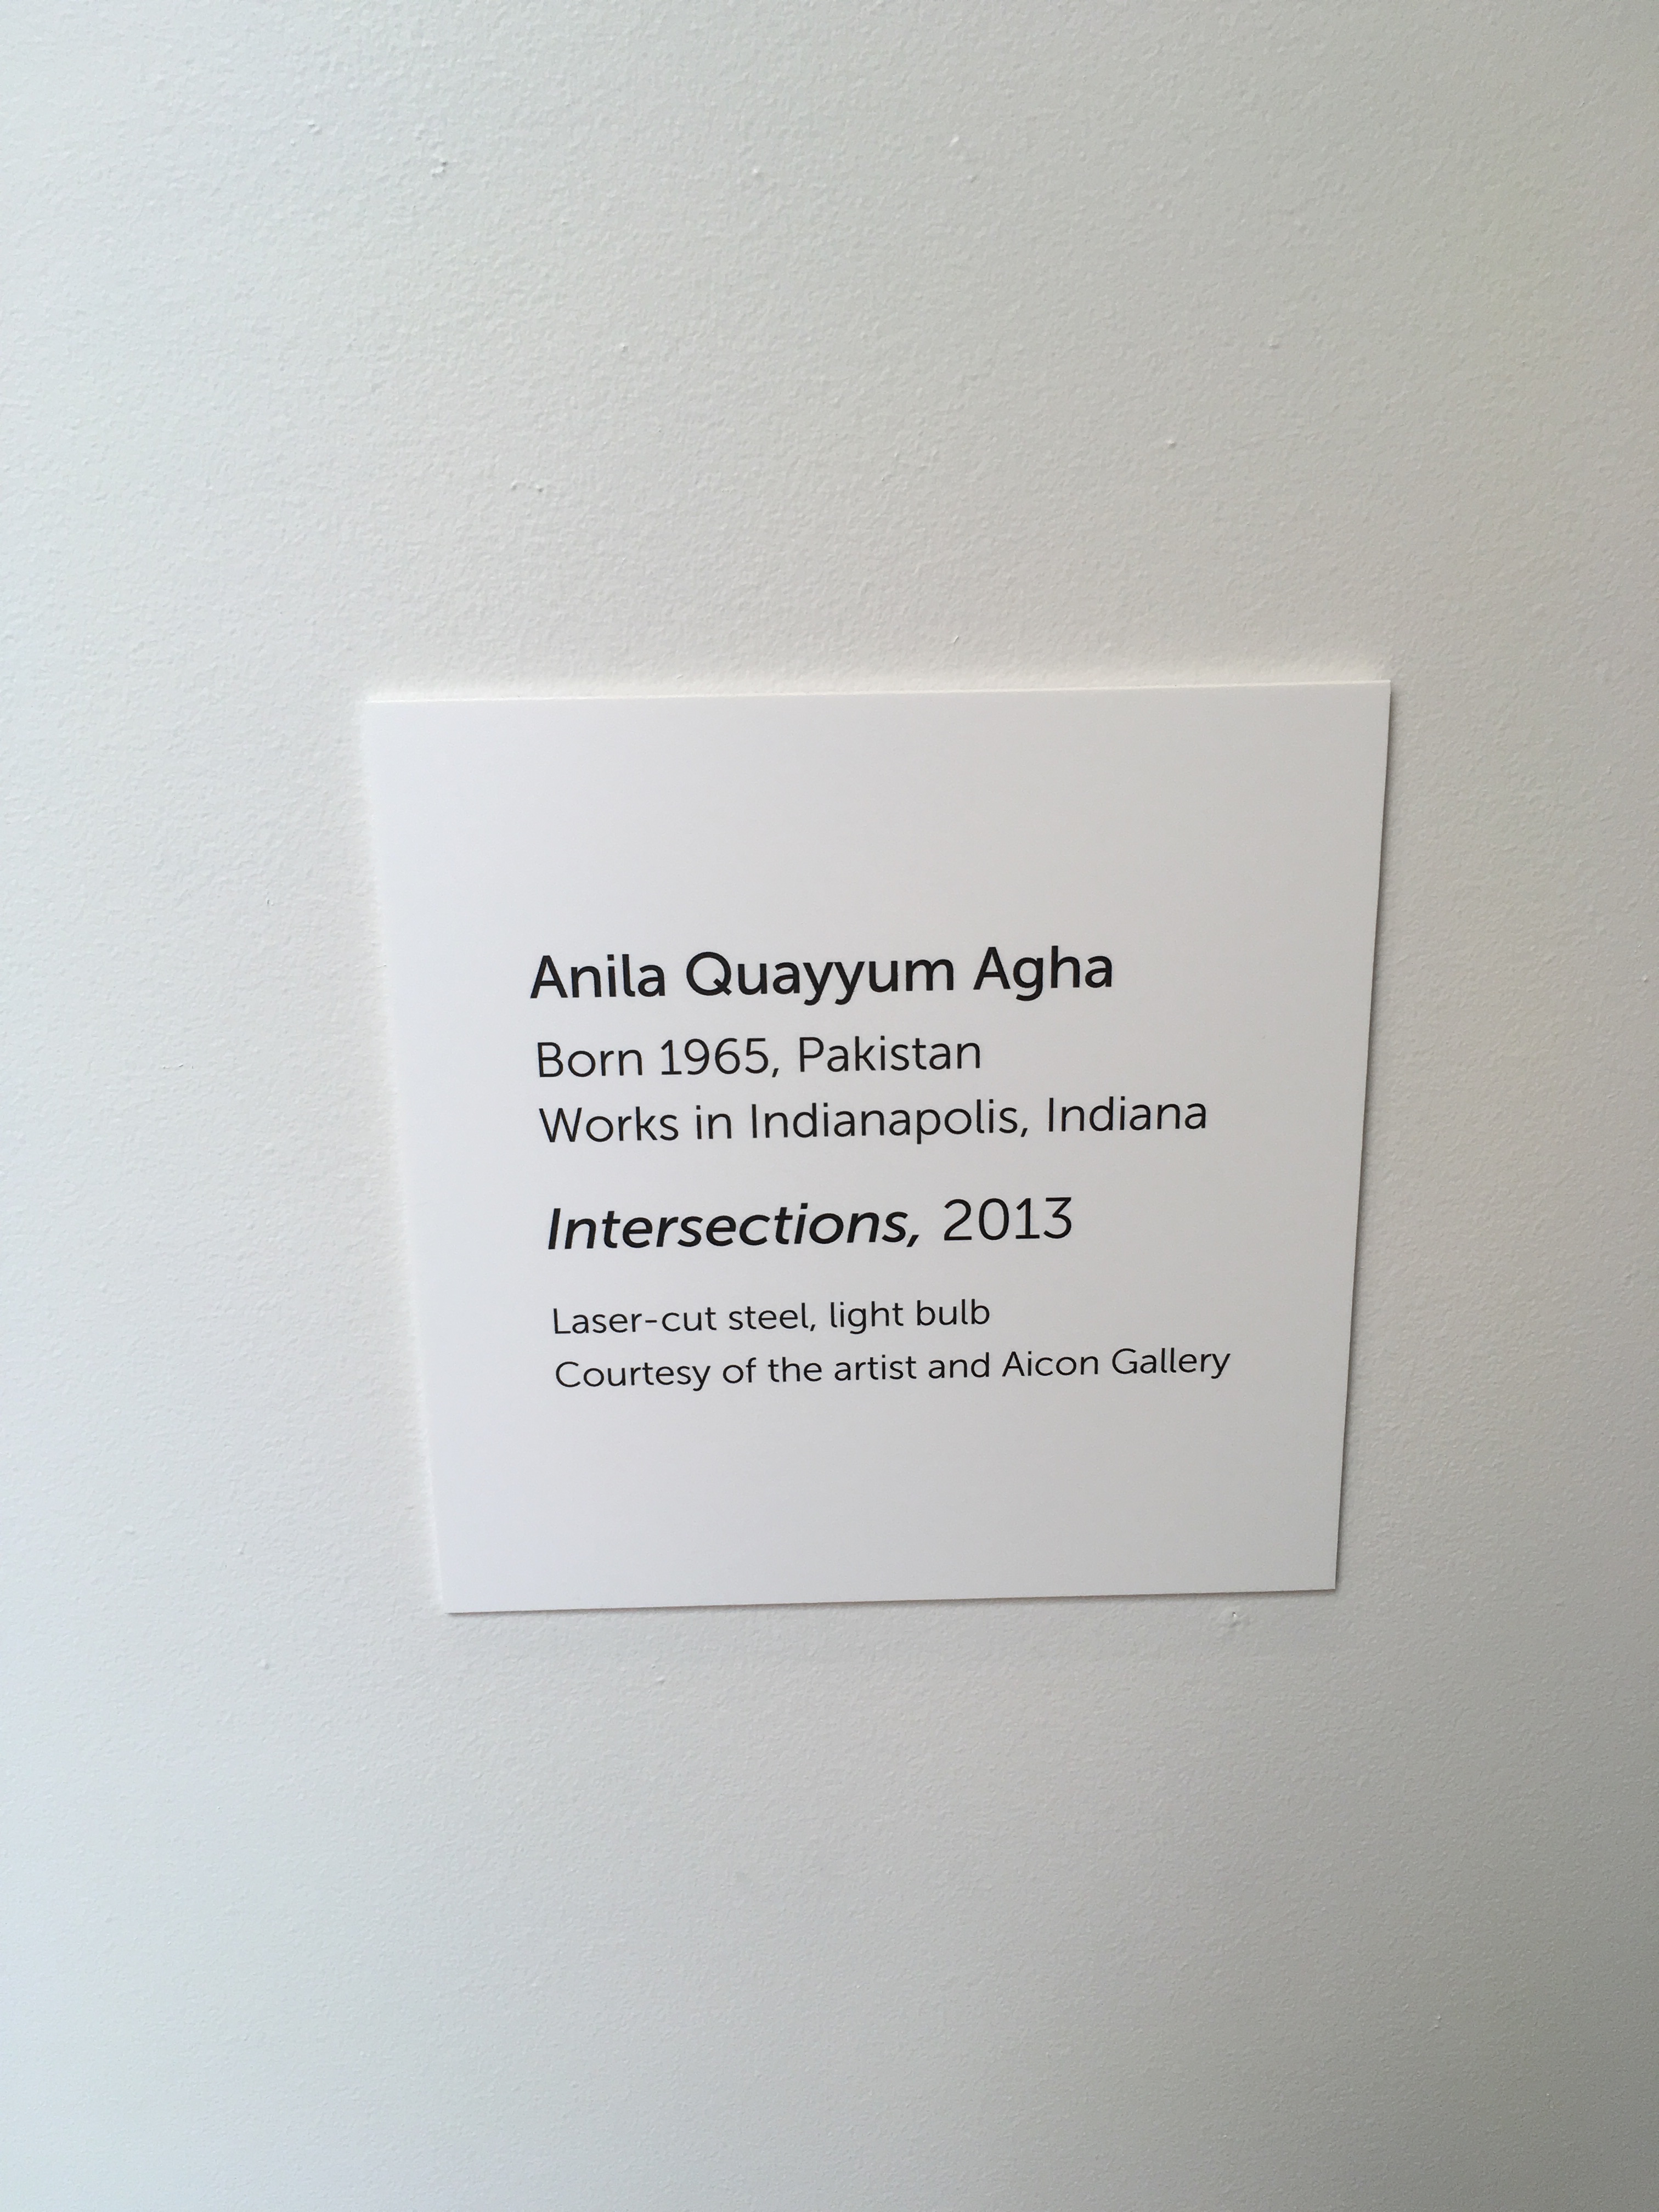 Anila Quayyum Agha
Born 1965, Pakistan
Works in Indianapolis, Indiana
Intersections, 2013
Laser-cut steel, light bulb
Courtesy of the artist and Aicon Gallery